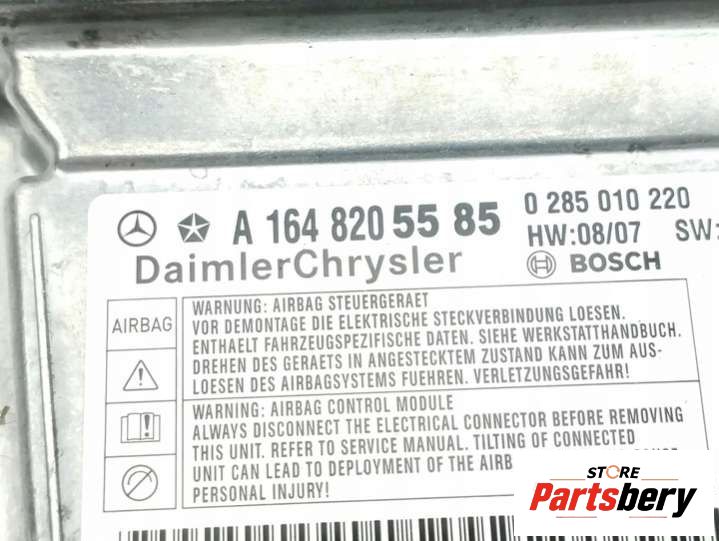 A 164 820 55 85
0 285 010 220
HW:08/07 SW:
DaimlerChrysler
BOSCH
AIRBAG
WARNUNG: AIRBAG STEUERGERAET
VOR DEMONTAGE DIE ELEKTRISCHE STECKVERBINDUNG LOESEN.
ENTHAELT FAHRZEUGSPEZIFISCHE DATEN. SIEHE WERKSTATTHANDBUCH.
DREHEN DES GERAETS IN ANGESTECKTEM ZUSTAND KANN ZUM AUS-
LOESEN DES AIRBAGSYSTEMS FUEHREN. VERLETZUNGSGEFAHR!
WARNING: AIRBAG CONTROL MODULE
ALWAYS DISCONNECT THE ELECTRICAL CONNECTOR BEFORE REMOVING
THIS UNIT. REFER TO SERVICE MANUAL. TILTING OF CONNECTED
UNIT CAN LEAD TO DEPLOYMENT OF THE AIRB
PERSONAL INJURY!
STORE
Partsbery